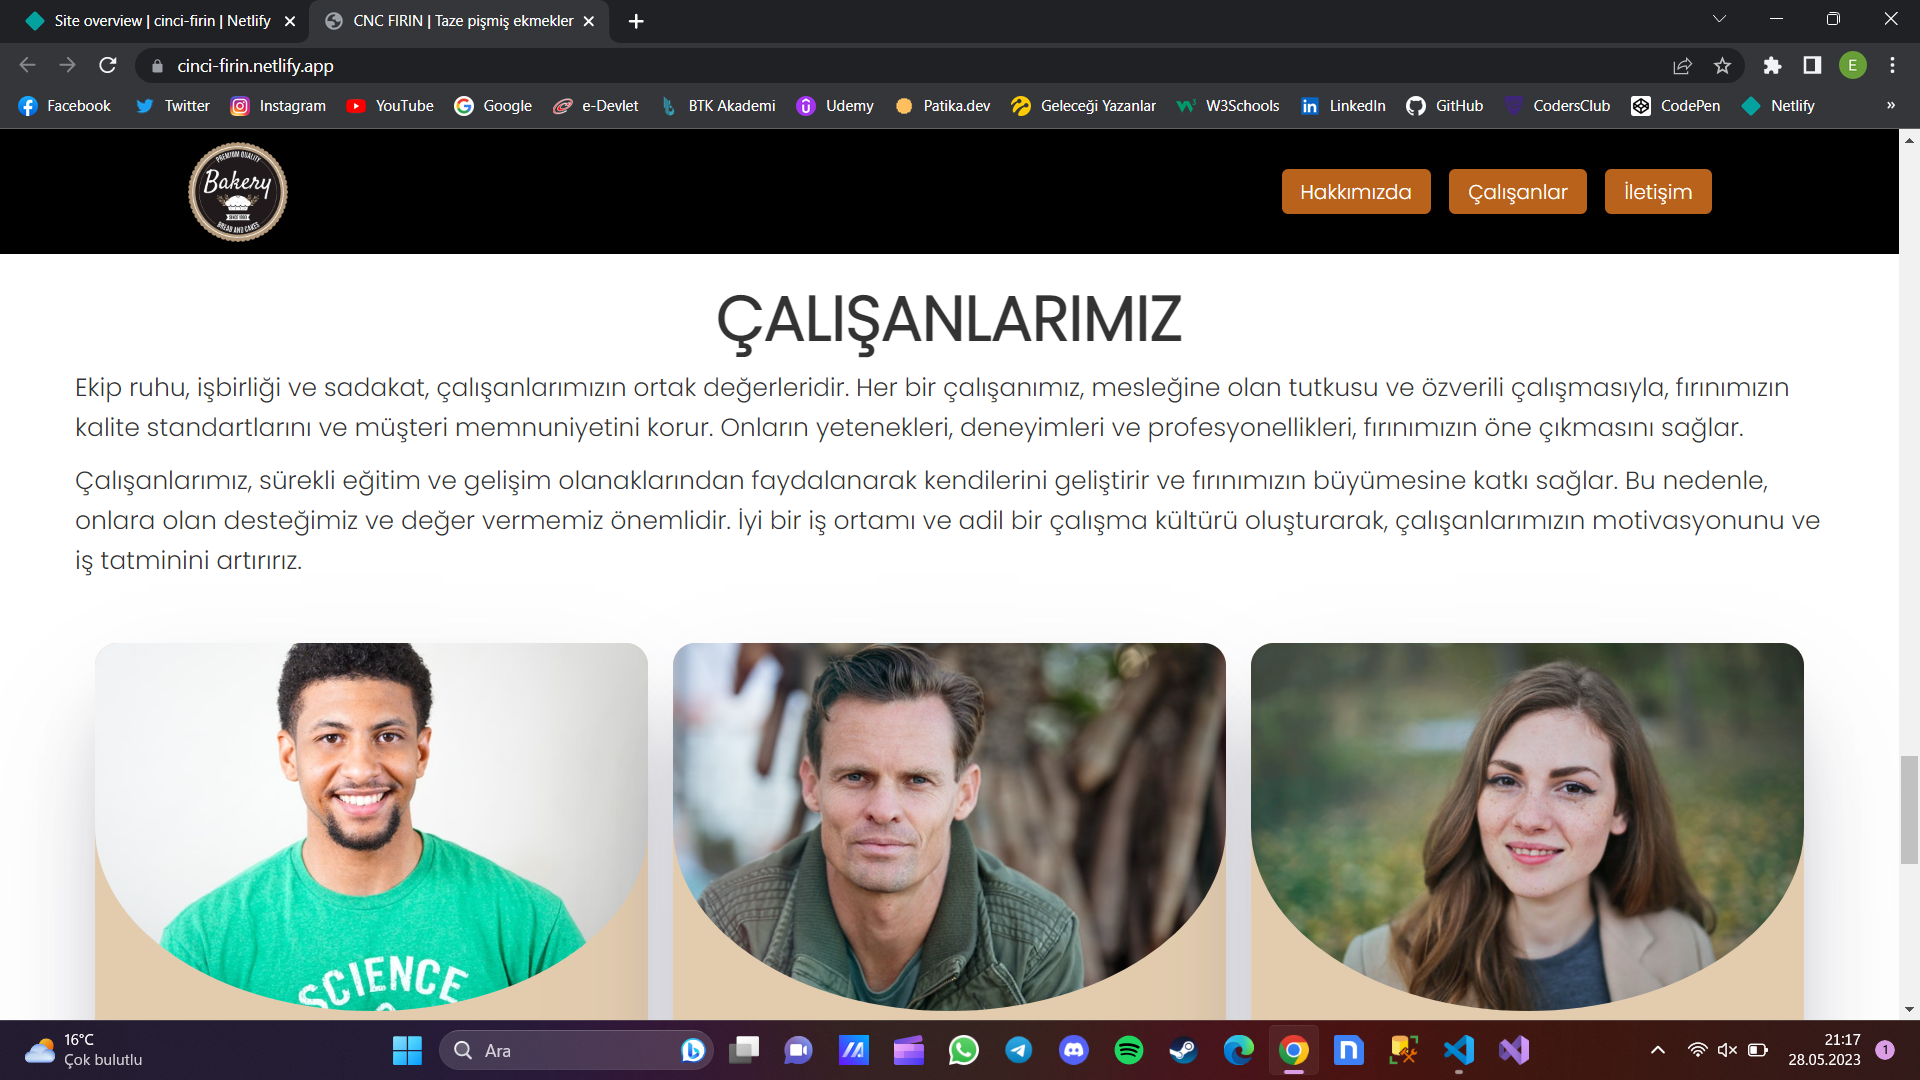 Site overview | cinci-firin | Netlify
CNC FIRIN | Taze pişmiş ekmekler
cinci-firin.netlify.app
E
Facebook Twitter Instagram YouTube Google e-Devlet BTK Akademi Udemy Patika.dev Geleceği Yazanlar W3Schools LinkedIn GitHub CodersClub CodePen Netlify »
PREMIUM QUALITY
Bakery
BREAD AND CAKES
Hakkımızda Çalışanlar İletişim
ÇALIŞANLARIMIZ
Ekip ruhu, işbirliği ve sadakat, çalışanlarımızın ortak değerleridir. Her bir çalışanımız, mesleğine olan tutkusu ve özverili çalışmasıyla, fırınımızın
kalite standartlarını ve müşteri memnuniyetini korur. Onların yetenekleri, deneyimleri ve profesyonellikleri, fırınımızın öne çıkmasını sağlar.
Çalışanlarımız, sürekli eğitim ve gelişim olanaklarından faydalanarak kendilerini geliştirir ve fırınımızın büyümesine katkı sağlar. Bu nedenle,
onlara olan desteğimiz ve değer vermemiz önemlidir. İyi bir iş ortamı ve adil bir çalışma kültürü oluşturarak, çalışanlarımızın motivasyonunu ve
iş tatminini artırırız.
SCIENCE
16°C
Çok bulutlu
Ara
21:17
28.05.2023
1